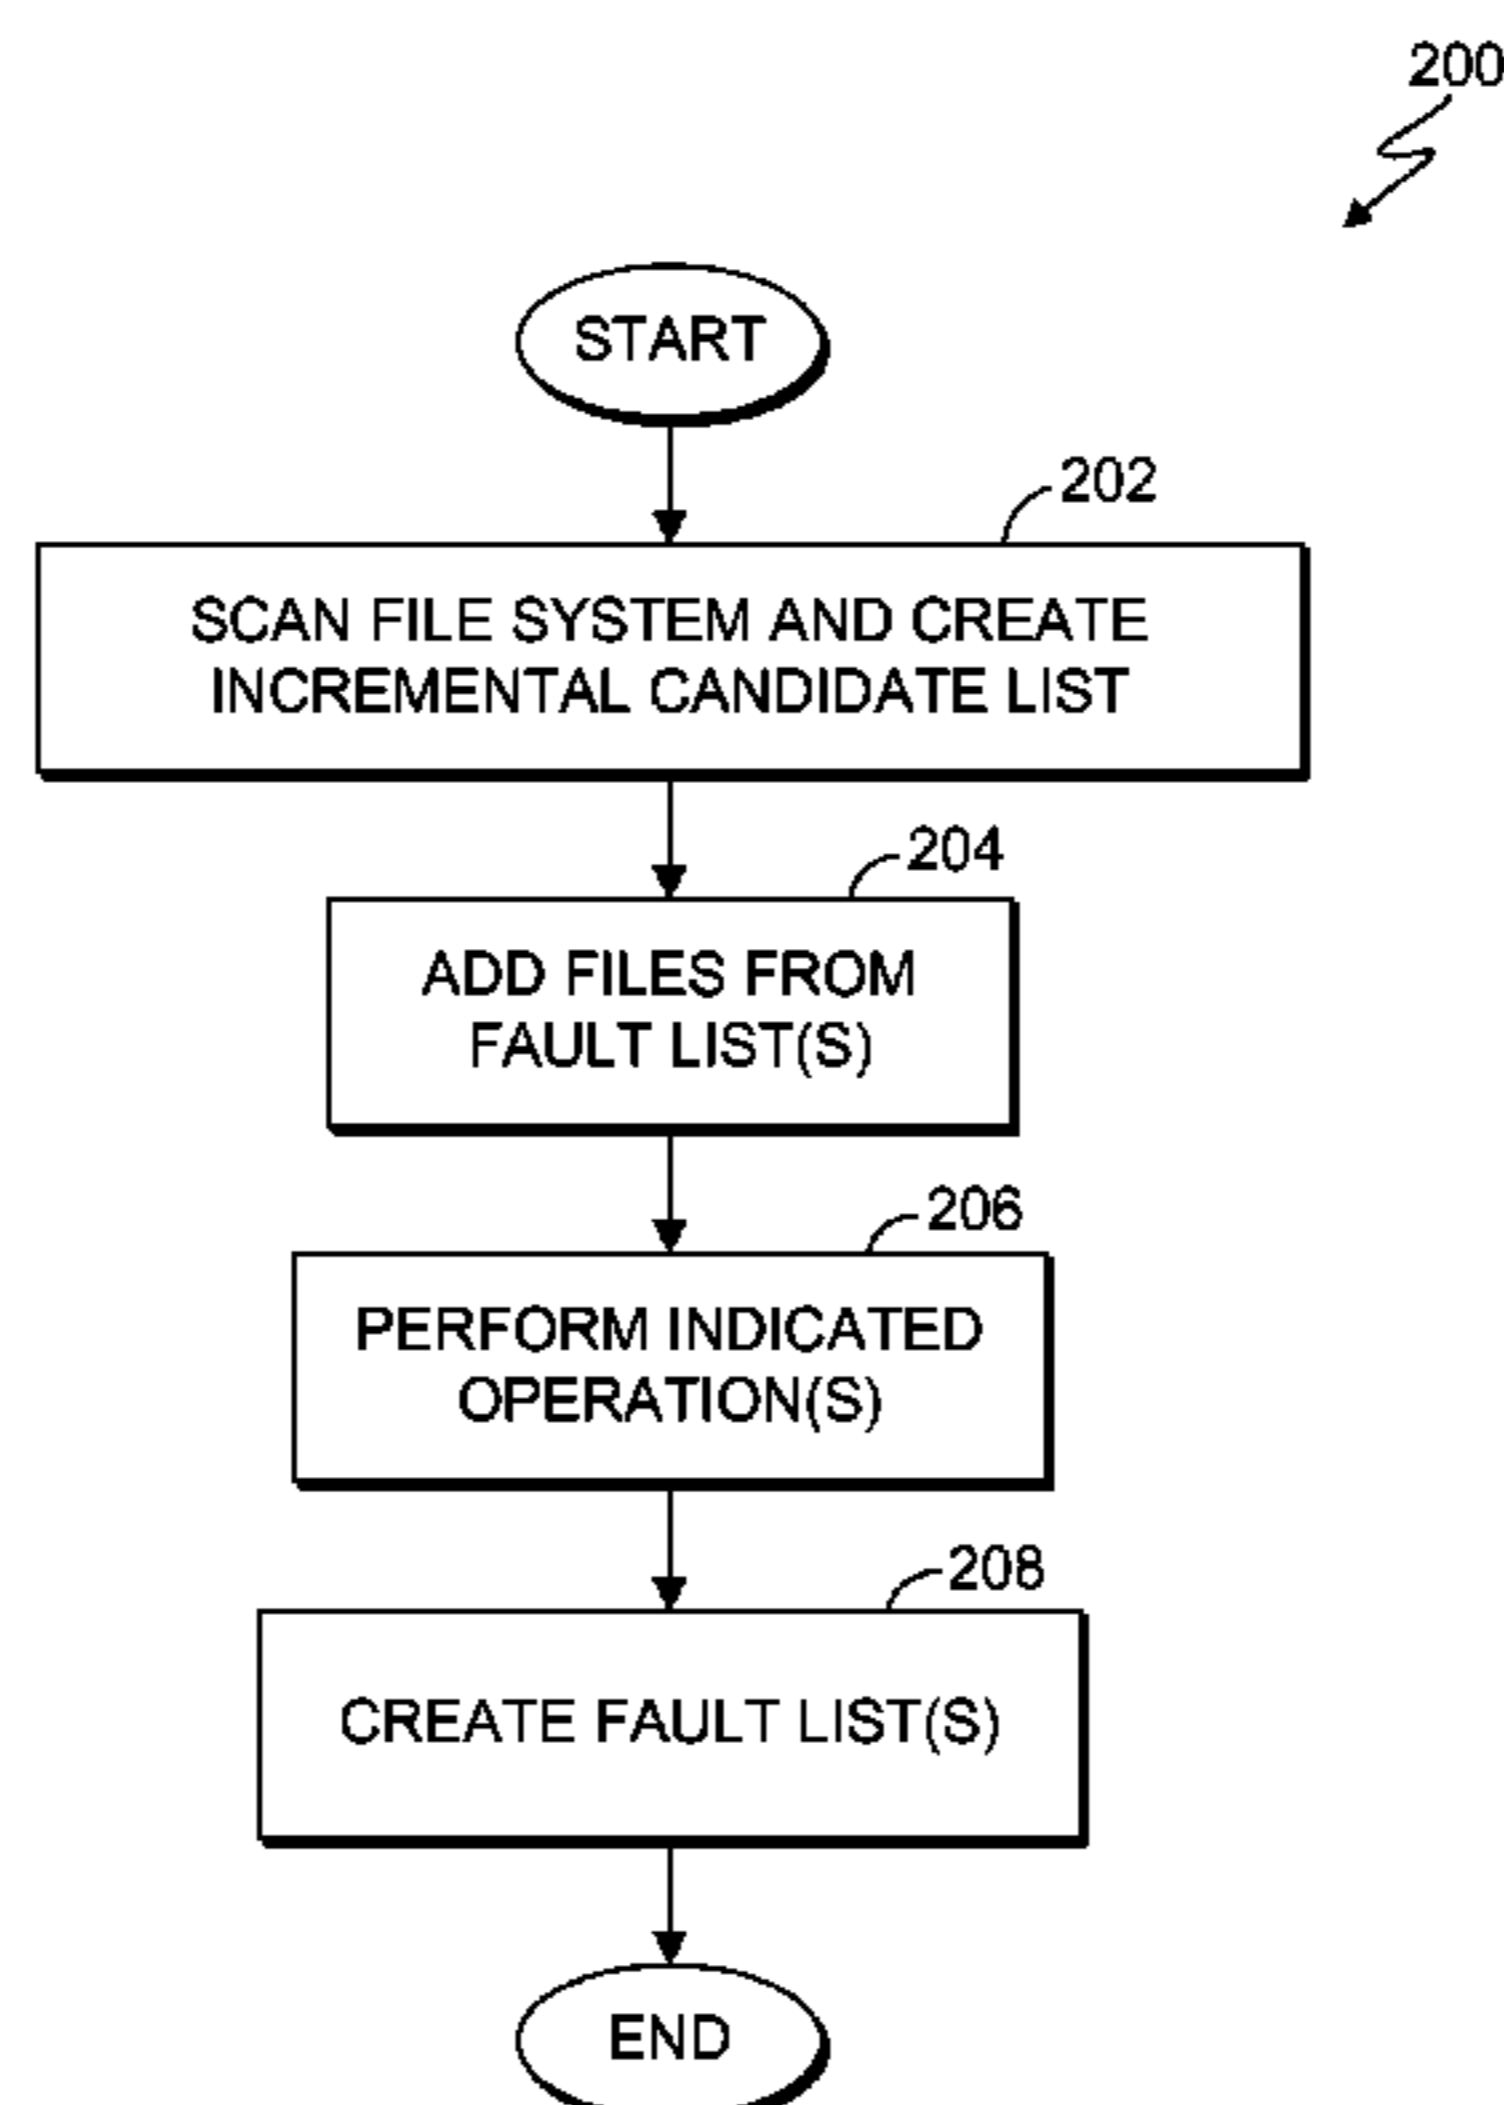 200
START
202
SCAN FILE SYSTEM AND CREATE
INCREMENTAL CANDIDATE LIST
204
ADD FILES FROM
FAULT LIST(S)
206
PERFORM INDICATED
OPERATION(S)
208
CREATE FAULT LIST(S)
END